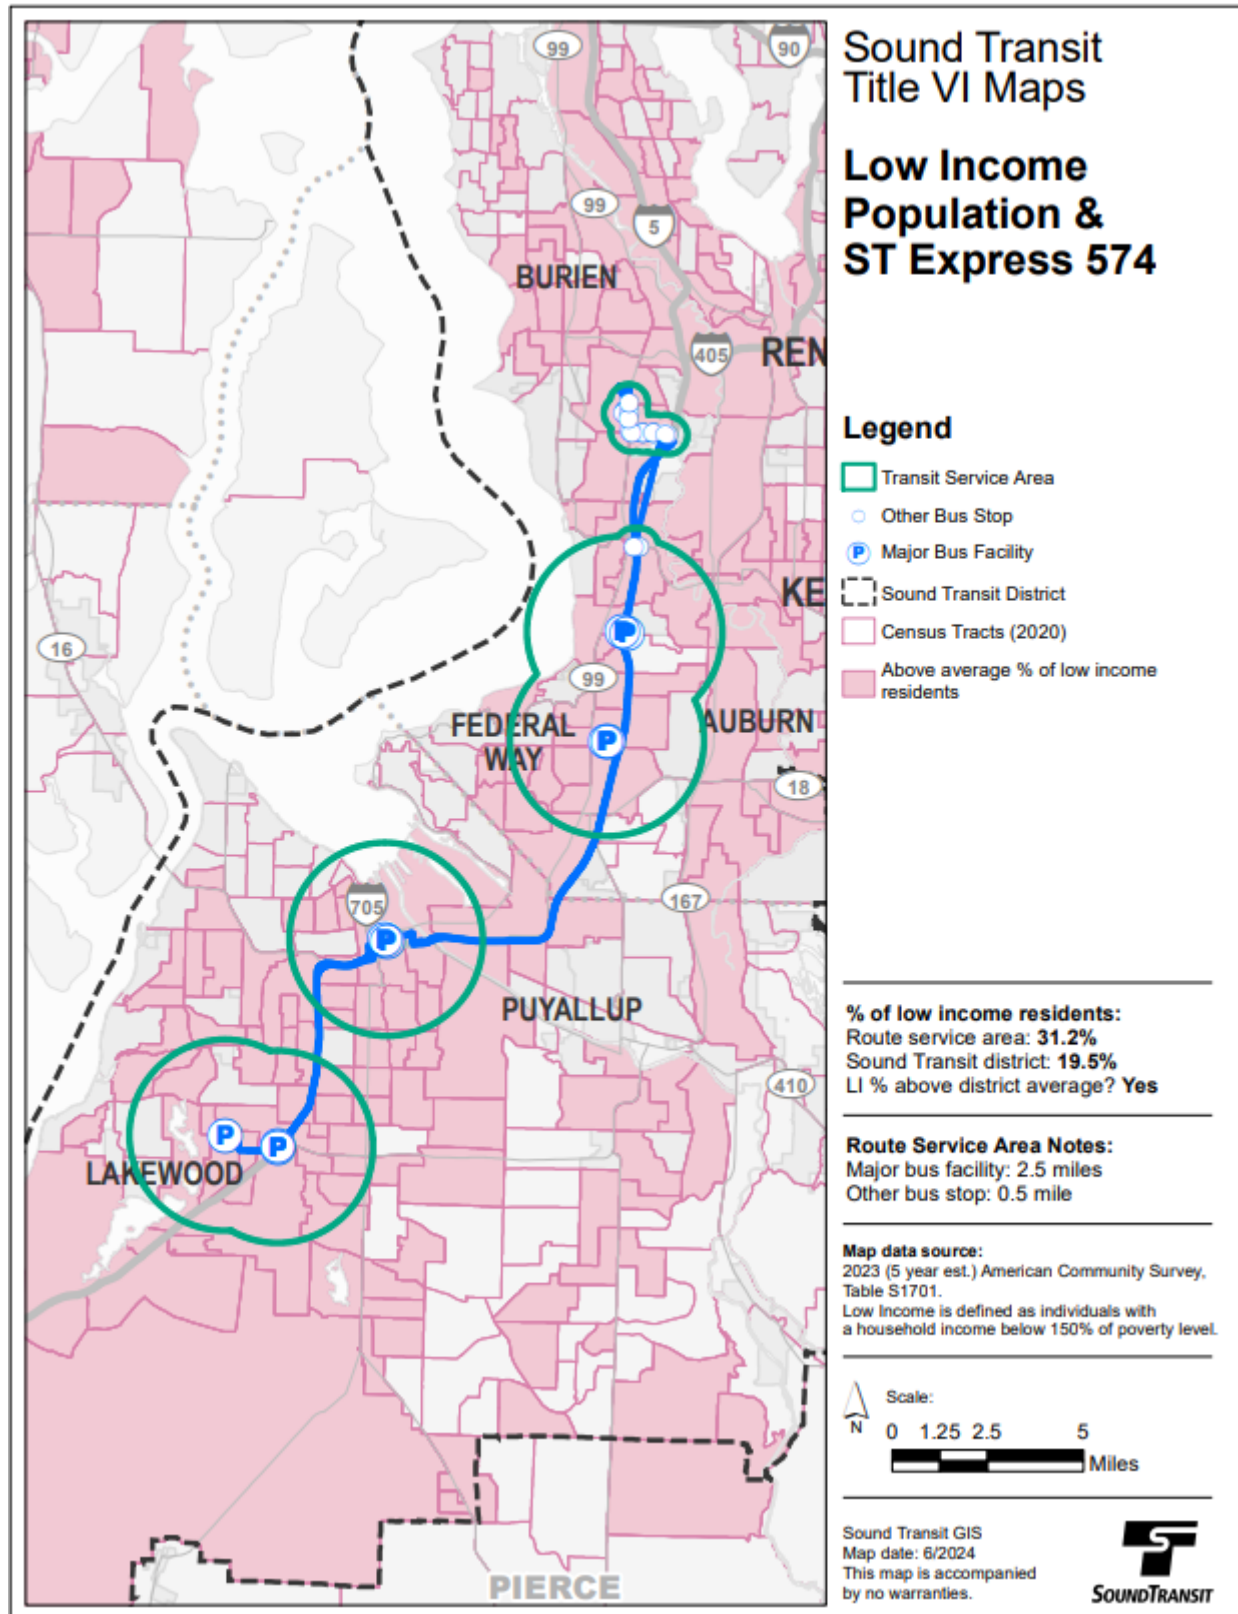 Sound Transit
Title VI Maps
Low Income
Population &
ST Express 574
Legend
Transit Service Area
Other Bus Stop
P
Major Bus Facility
Sound Transit District
Census Tracts (2020)
Above average % of low income
residents
% of low income residents:
Route service area: 31.2%
Sound Transit district: 19.5%
LI % above district average? Yes
Route Service Area Notes:
Major bus facility: 2.5 miles
Other bus stop: 0.5 mile
Map data source:
2023 (5 year est.) American Community Survey,
Table S1701.
Low Income is defined as individuals with
a household income below 150% of poverty level.
N
Scale:
0 1.25 2.5 5
Miles
Sound Transit GIS
Map date: 6/2024
This map is accompanied
by no warranties.
SOUNDTRANSIT
99
90
99
5
BURIEN
405
REN
KE
16
P
99
FEDERAL
WAY
AUBURN
P
18
167
705
P
PUYALLUP
410
P
P
LAKEWOOD
PIERCE